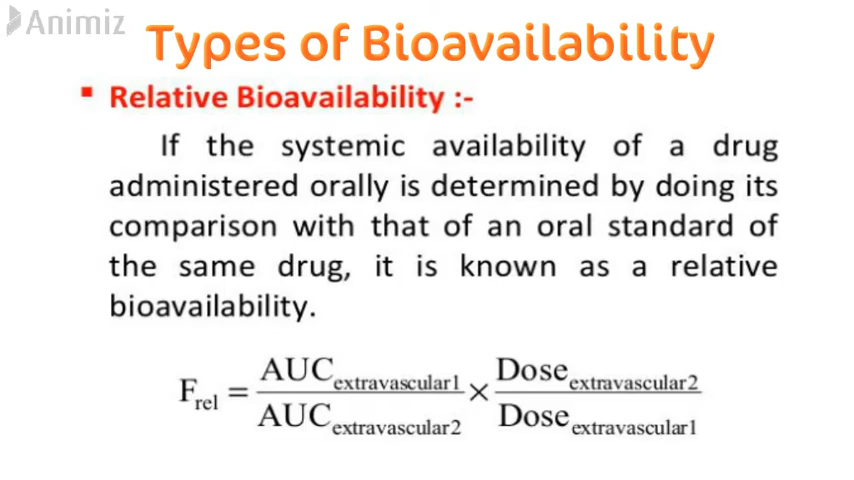 Animiz
Types of Bioavailability
▪ Relative Bioavailability :-
If the systemic availability of a drug
administered orally is determined by doing its
comparison with that of an oral standard of
the same drug, it is known as a relative
bioavailability.
F_rel = AUC_extravascular1 / AUC_extravascular2 × Dose_extravascular2 / Dose_extravascular1